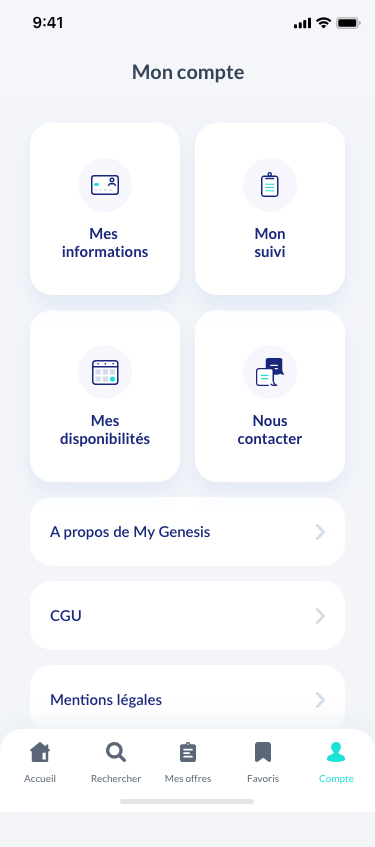 9:41
Mon compte
Mes
informations
Mon
suivi
Mes
disponibilités
Nous
contacter
A propos de My Genesis
CGU
Mentions légales
Accueil
Rechercher
Mes offres
Favoris
Compte